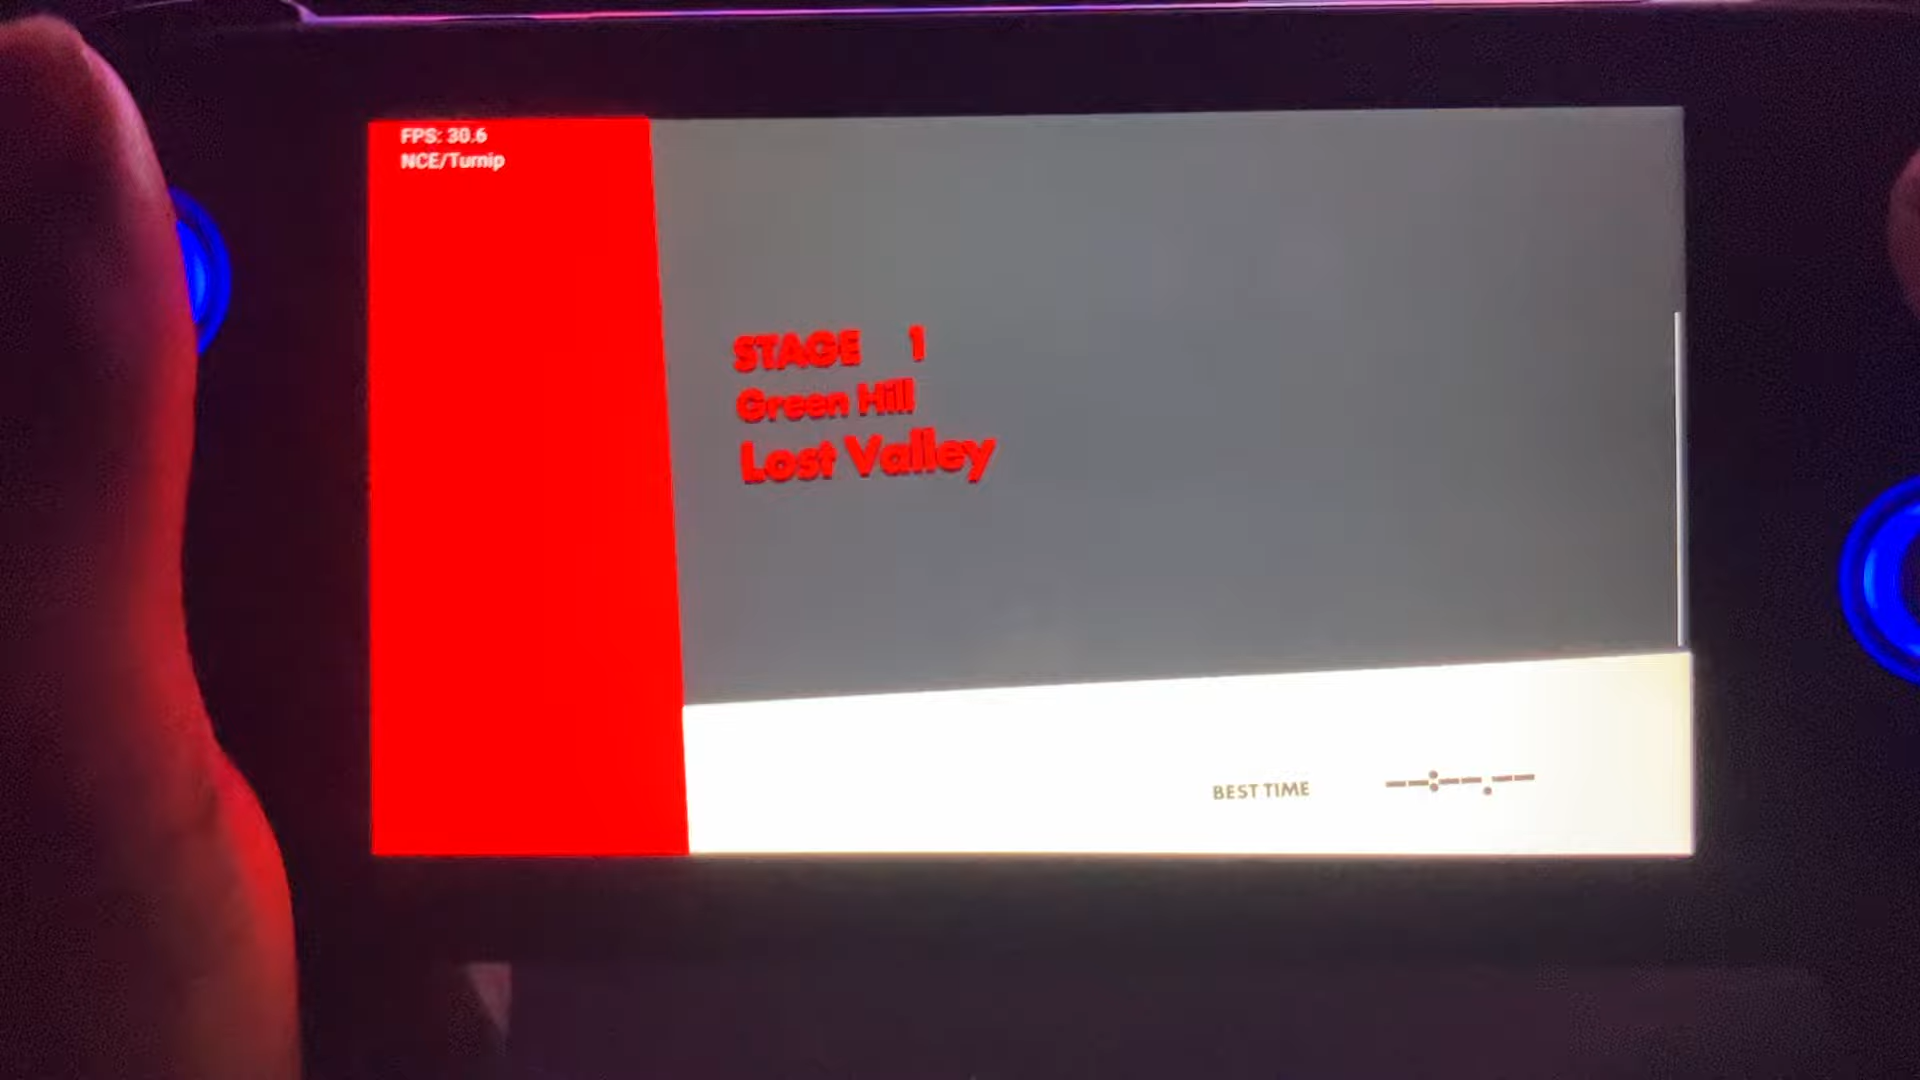 FPS: 30.6
NCE/Turnip
STAGE 1
Green Hill
Lost Valley
BEST TIME --:--.--